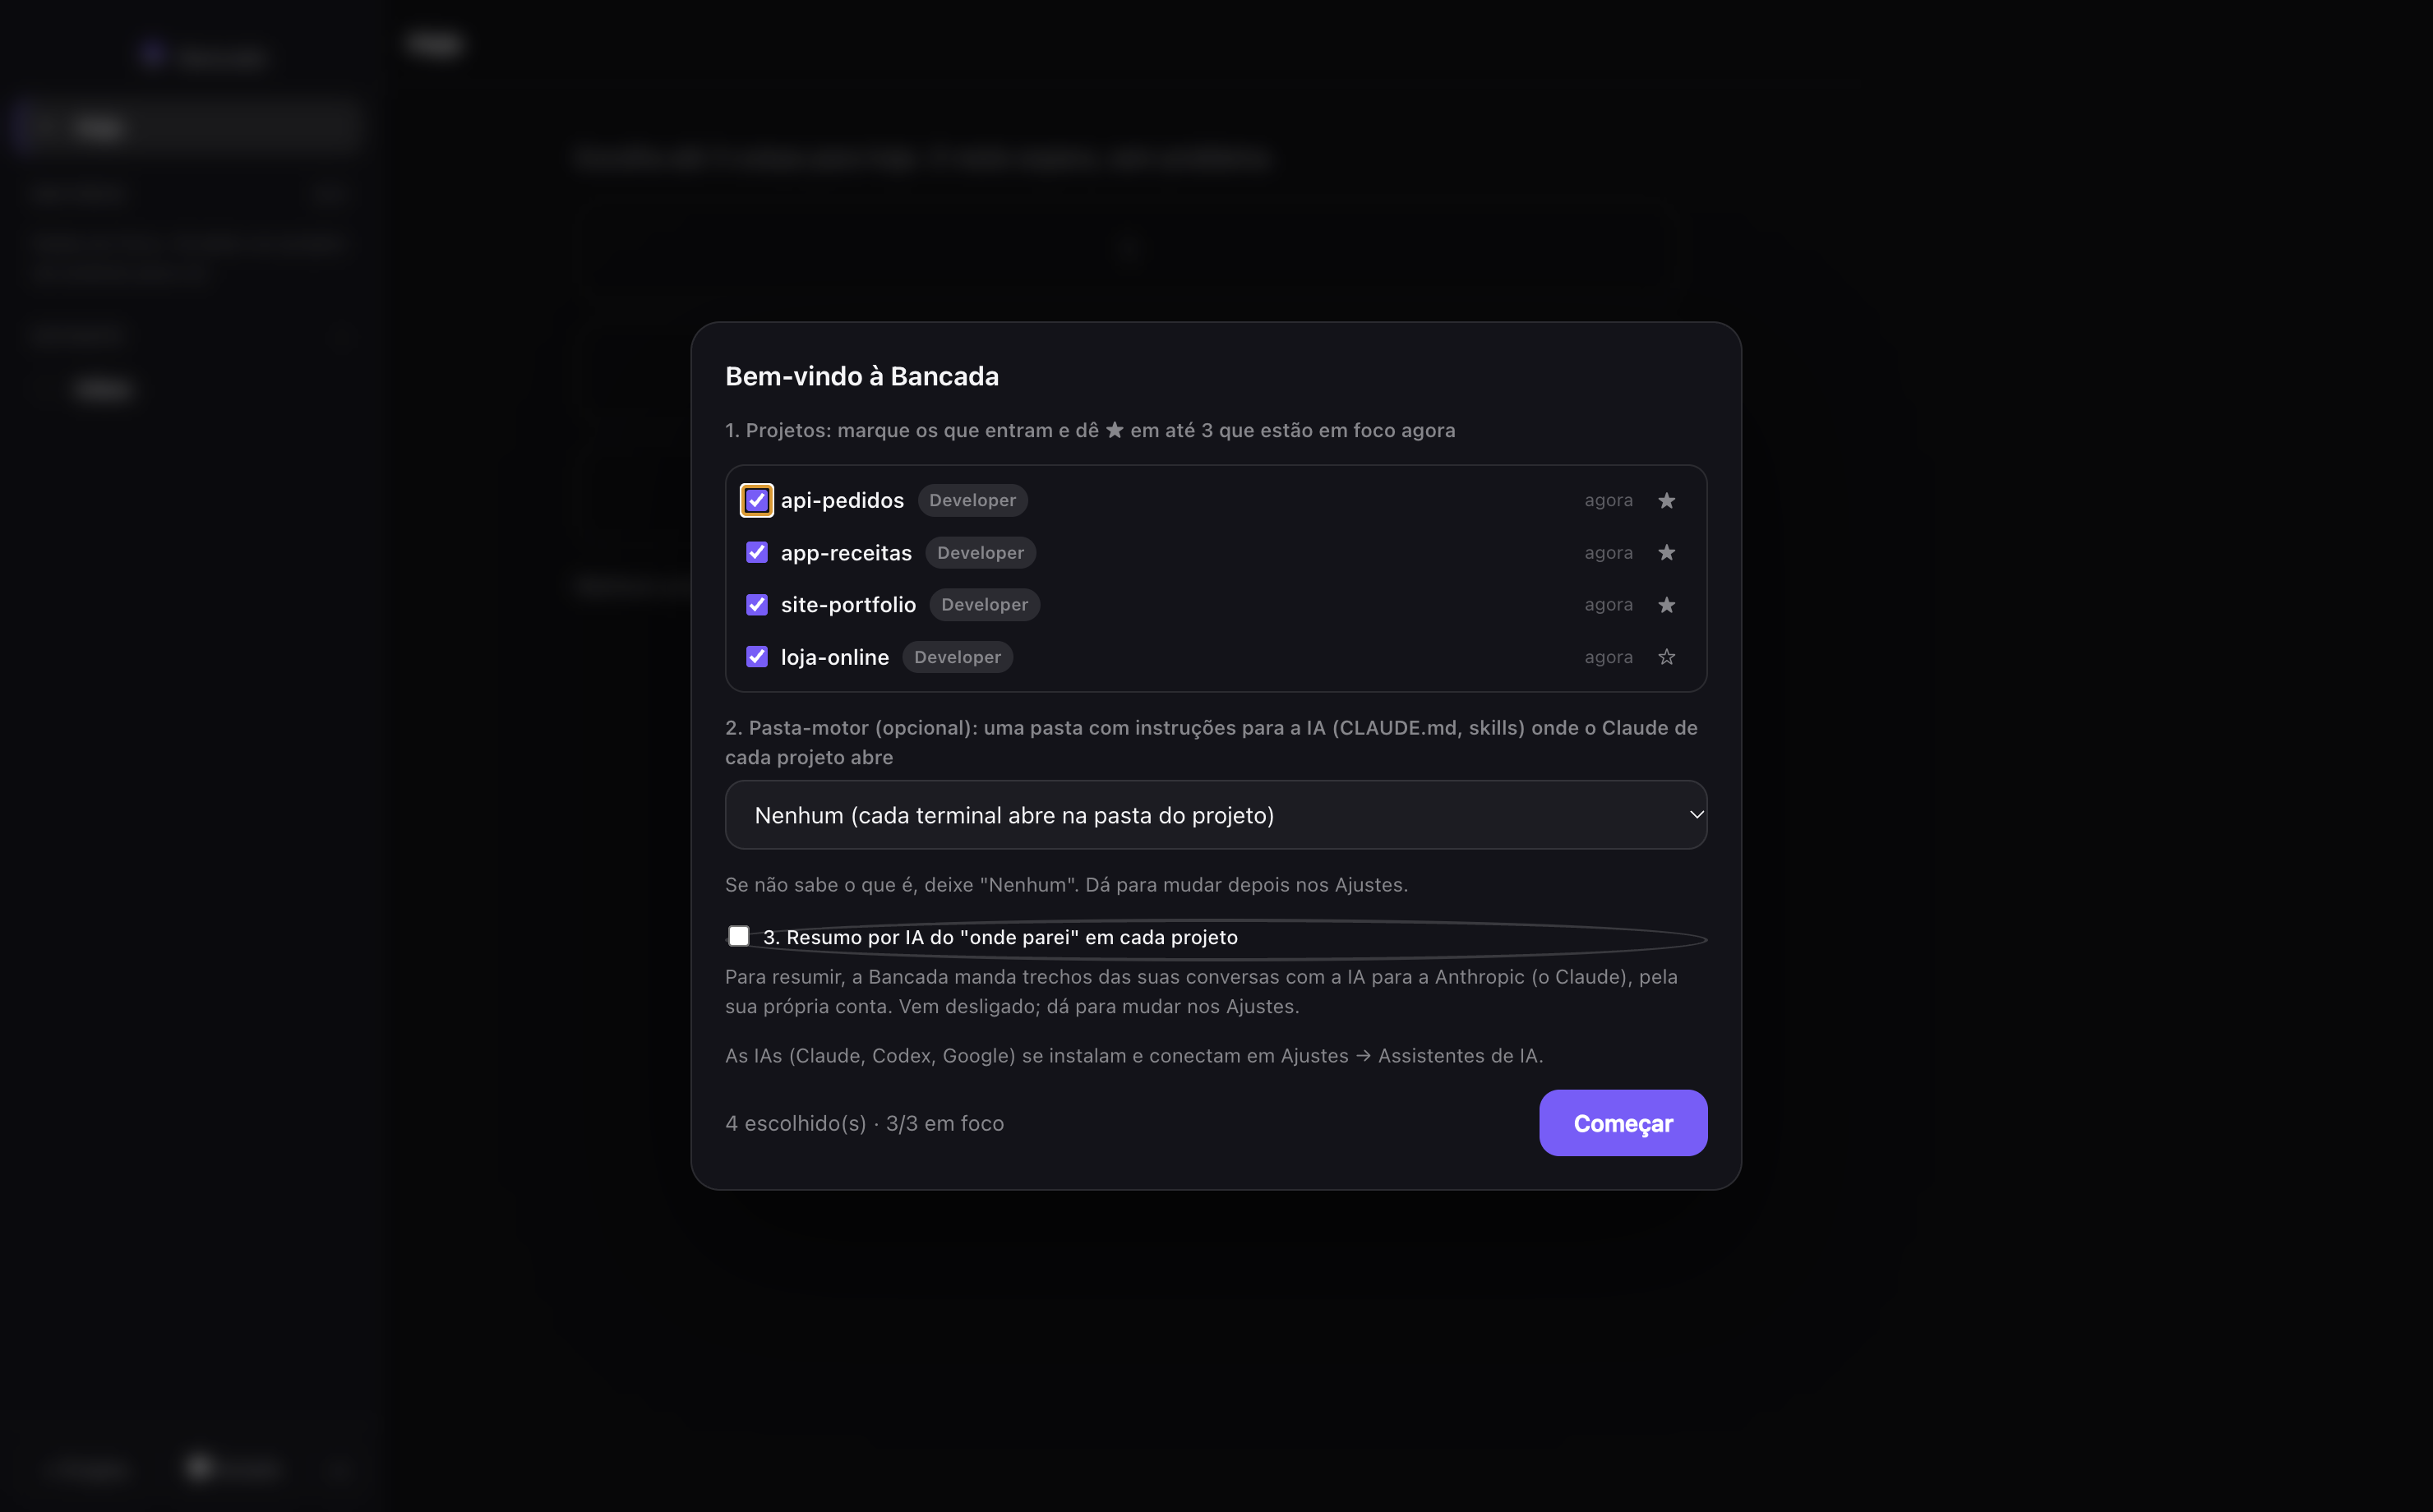 Bem-vindo à Bancada
1. Projetos: marque os que entram e dê ★ em até 3 que estão em foco agora
api-pedidos Developer agora ★
app-receitas Developer agora ★
site-portfolio Developer agora ★
loja-online Developer agora ☆
2. Pasta-motor (opcional): uma pasta com instruções para a IA (CLAUDE.md, skills) onde o Claude de
cada projeto abre
Nenhum (cada terminal abre na pasta do projeto)
Se não sabe o que é, deixe "Nenhum". Dá para mudar depois nos Ajustes.
3. Resumo por IA do "onde parei" em cada projeto
Para resumir, a Bancada manda trechos das suas conversas com a IA para a Anthropic (o Claude), pela
sua própria conta. Vem desligado; dá para mudar nos Ajustes.
As IAs (Claude, Codex, Google) se instalam e conectam em Ajustes → Assistentes de IA.
4 escolhido(s) · 3/3 em foco
Começar